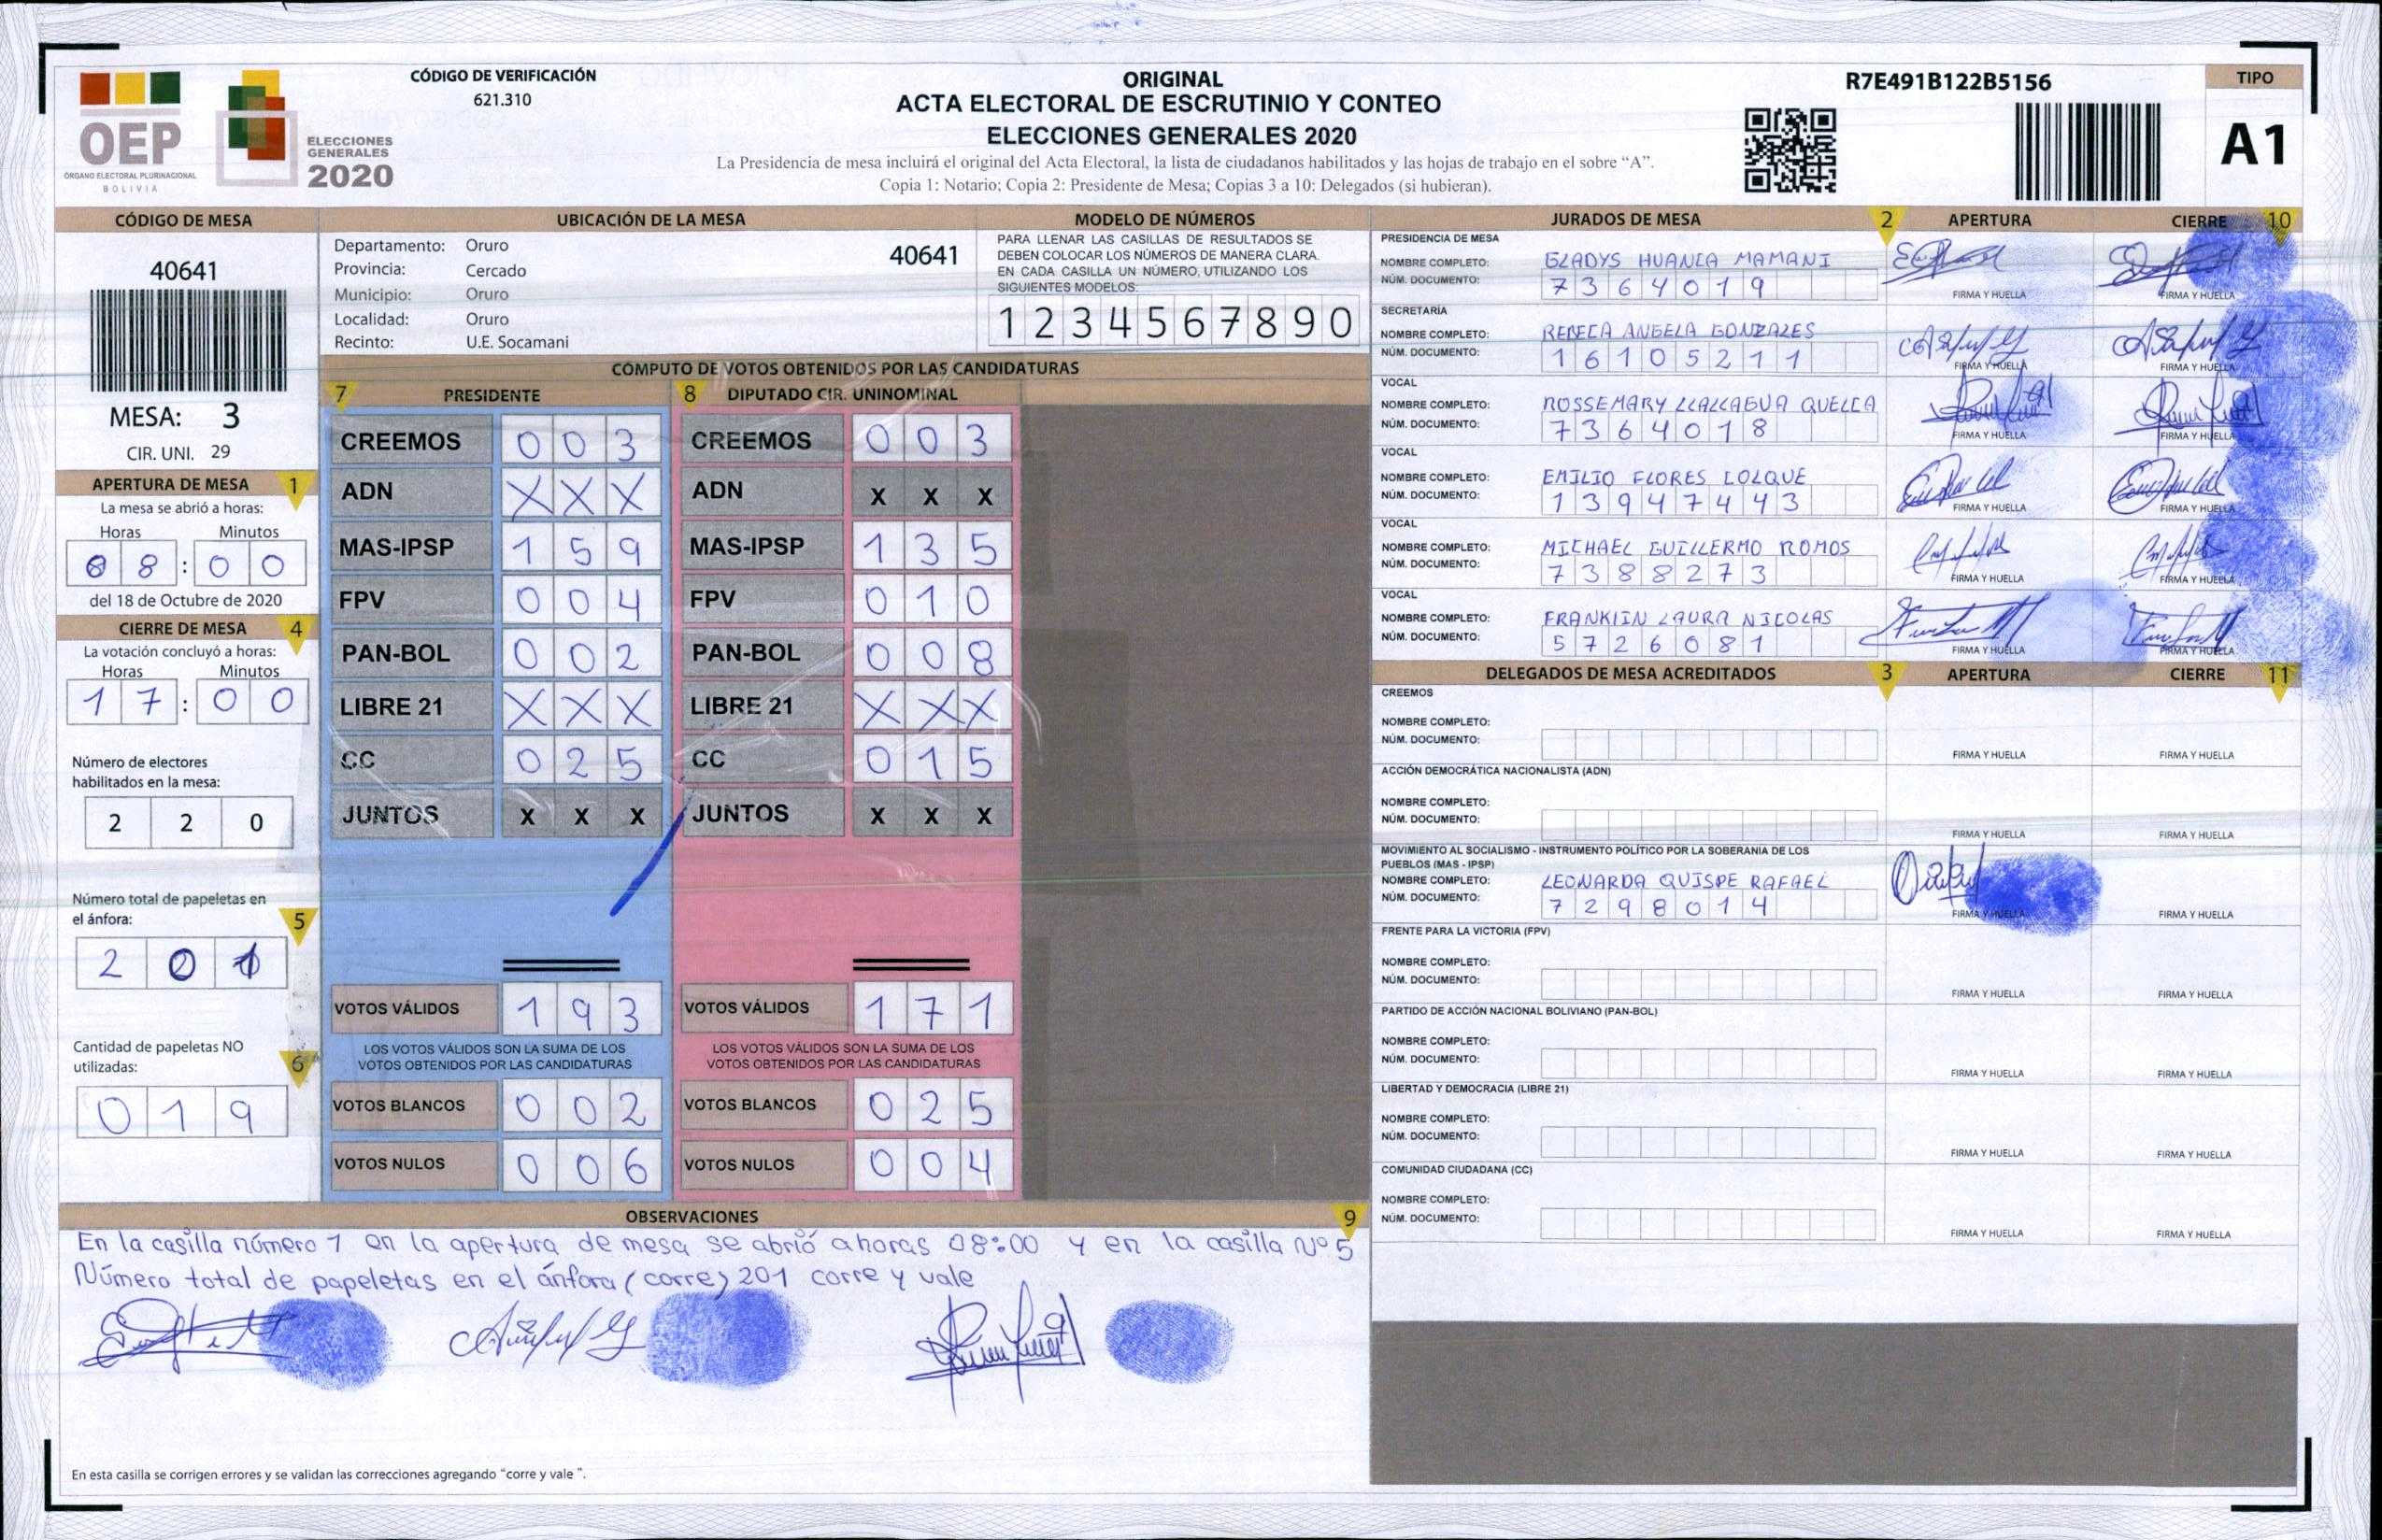 CÓDIGO DE VERIFICACIÓN
621.310
OEP
ÓRGANO ELECTORAL PLURINACIONAL
BOLIVIA
ELECCIONES
GENERALES
2020
ORIGINAL
ACTA ELECTORAL DE ESCRUTINIO Y CONTEO
ELECCIONES GENERALES 2020
La Presidencia de mesa incluirá el original del Acta Electoral, la lista de ciudadanos habilitados y las hojas de trabajo en el sobre “A”.
Copia 1: Notario; Copia 2: Presidente de Mesa; Copias 3 a 10: Delegados (si hubieran).
R7E491B122B5156
TIPO
A1
CÓDIGO DE MESA
40641
MESA: 3
CIR. UNI. 29
APERTURA DE MESA 1
La mesa se abrió a horas:
Horas Minutos
08:00
del 18 de Octubre de 2020
CIERRE DE MESA 4
La votación concluyó a horas:
Horas Minutos
17:00
Número de electores
habilitados en la mesa:
2 2 0
Número total de papeletas en
el ánfora: 5
2 0 1
Cantidad de papeletas NO
utilizadas: 6
0 1 9
UBICACIÓN DE LA MESA
Departamento: Oruro 40641
Provincia: Cercado
Municipio: Oruro
Localidad: Oruro
Recinto: U.E. Socamani
MODELO DE NÚMEROS
PARA LLENAR LAS CASILLAS DE RESULTADOS SE
DEBEN COLOCAR LOS NÚMEROS DE MANERA CLARA.
EN CADA CASILLA UN NÚMERO, UTILIZANDO LOS
SIGUIENTES MODELOS:
1 2 3 4 5 6 7 8 9 0
CÓMPUTO DE VOTOS OBTENIDOS POR LAS CANDIDATURAS
7 PRESIDENTE
CREEMOS 0 0 3
ADN X X X
MAS-IPSP 1 5 9
FPV 0 0 4
PAN-BOL 0 0 2
LIBRE 21 X X X
CC 0 2 5
JUNTOS X X X
VOTOS VÁLIDOS 1 9 3
LOS VOTOS VÁLIDOS SON LA SUMA DE LOS
VOTOS OBTENIDOS POR LAS CANDIDATURAS
VOTOS BLANCOS 0 0 2
VOTOS NULOS 0 0 6
8 DIPUTADO CIR. UNINOMINAL
CREEMOS 0 0 3
ADN X X X
MAS-IPSP 1 3 5
FPV 0 1 0
PAN-BOL 0 0 8
LIBRE 21 X X X
CC 0 1 5
JUNTOS X X X
VOTOS VÁLIDOS 1 7 1
LOS VOTOS VÁLIDOS SON LA SUMA DE LOS
VOTOS OBTENIDOS POR LAS CANDIDATURAS
VOTOS BLANCOS 0 2 5
VOTOS NULOS 0 0 4
OBSERVACIONES 9
En la casilla número 1 en la apertura de mesa se abrió a horas 08:00 y en la casilla Nº 5
Número total de papeletas en el ánfora (corre) 201 corre y vale
En esta casilla se corrigen errores y se validan las correcciones agregando “corre y vale ”.
JURADOS DE MESA 2 APERTURA CIERRE 10
PRESIDENCIA DE MESA
NOMBRE COMPLETO: GLADYS HUANCA MAMANI
NÚM. DOCUMENTO: 7364019
FIRMA Y HUELLA FIRMA Y HUELLA
SECRETARIA
NOMBRE COMPLETO: REBECA ANGELA GONZALES
NÚM. DOCUMENTO: 16105211
FIRMA Y HUELLA FIRMA Y HUELLA
VOCAL
NOMBRE COMPLETO: ROSSEMARY LLALLAGUA QUELCA
NÚM. DOCUMENTO: 7364018
FIRMA Y HUELLA FIRMA Y HUELLA
VOCAL
NOMBRE COMPLETO: EMILIO FLORES COLQUE
NÚM. DOCUMENTO: 13947443
FIRMA Y HUELLA FIRMA Y HUELLA
VOCAL
NOMBRE COMPLETO: MICHAEL GUILLERMO ROMOS
NÚM. DOCUMENTO: 7388273
FIRMA Y HUELLA FIRMA Y HUELLA
VOCAL
NOMBRE COMPLETO: FRANKLIN LAURA NICOLAS
NÚM. DOCUMENTO: 5726081
FIRMA Y HUELLA FIRMA Y HUELLA
DELEGADOS DE MESA ACREDITADOS 3 APERTURA CIERRE 11
CREEMOS
NOMBRE COMPLETO:
NÚM. DOCUMENTO:
FIRMA Y HUELLA FIRMA Y HUELLA
ACCIÓN DEMOCRÁTICA NACIONALISTA (ADN)
NOMBRE COMPLETO:
NÚM. DOCUMENTO:
FIRMA Y HUELLA FIRMA Y HUELLA
MOVIMIENTO AL SOCIALISMO - INSTRUMENTO POLÍTICO POR LA SOBERANIA DE LOS
PUEBLOS (MAS - IPSP)
NOMBRE COMPLETO: LEONARDA QUISPE RAFAEL
NÚM. DOCUMENTO: 7298014
FIRMA Y HUELLA FIRMA Y HUELLA
FRENTE PARA LA VICTORIA (FPV)
NOMBRE COMPLETO:
NÚM. DOCUMENTO:
FIRMA Y HUELLA FIRMA Y HUELLA
PARTIDO DE ACCIÓN NACIONAL BOLIVIANO (PAN-BOL)
NOMBRE COMPLETO:
NÚM. DOCUMENTO:
FIRMA Y HUELLA FIRMA Y HUELLA
LIBERTAD Y DEMOCRACIA (LIBRE 21)
NOMBRE COMPLETO:
NÚM. DOCUMENTO:
FIRMA Y HUELLA FIRMA Y HUELLA
COMUNIDAD CIUDADANA (CC)
NOMBRE COMPLETO:
NÚM. DOCUMENTO:
FIRMA Y HUELLA FIRMA Y HUELLA